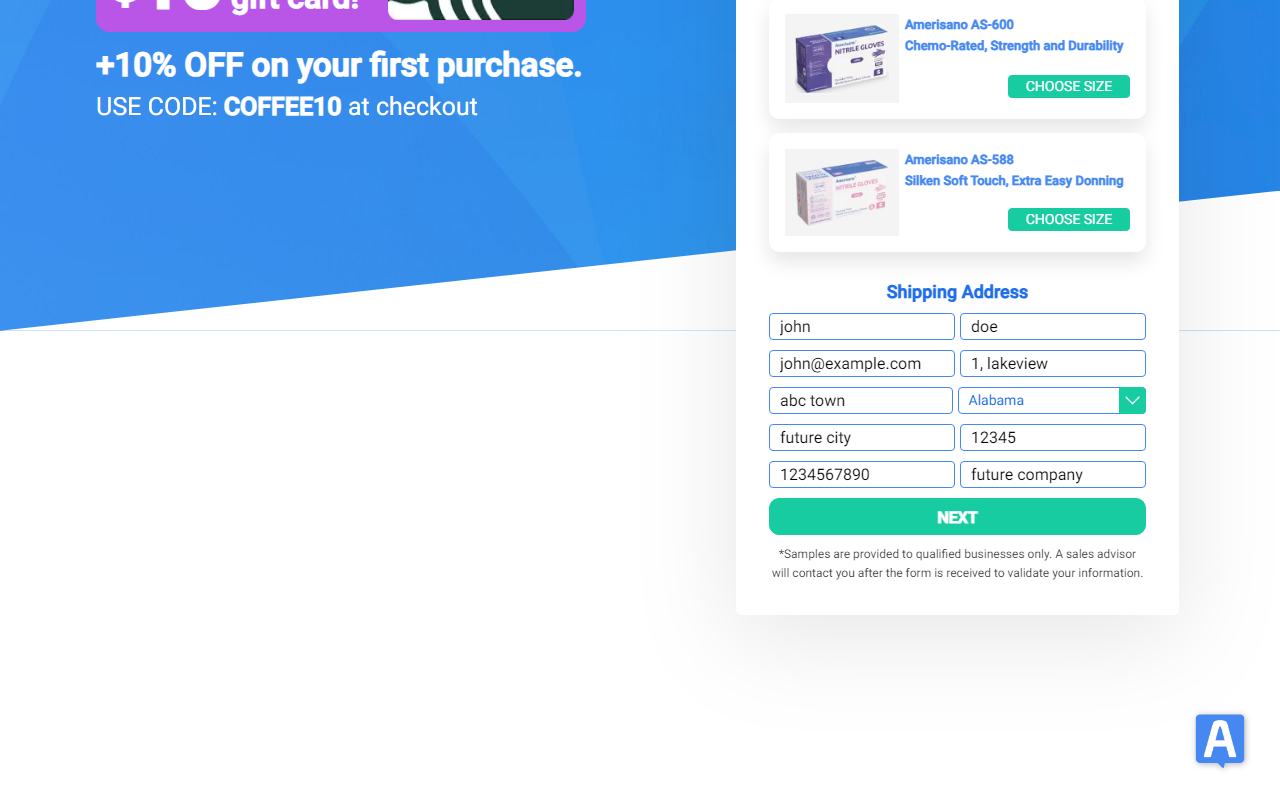 gift card!
+10% OFF on your first purchase.
USE CODE: COFFEE10 at checkout
Amerisano AS-600
Chemo-Rated, Strength and Durability
NITRILE GLOVES
CHOOSE SIZE
Amerisano AS-588
Silken Soft Touch, Extra Easy Donning
NITRILE GLOVES
CHOOSE SIZE
Shipping Address
john
doe
john@example.com
1, lakeview
abc town
Alabama
future city
12345
1234567890
future company
NEXT
*Samples are provided to qualified businesses only. A sales advisor
will contact you after the form is received to validate your information.
A